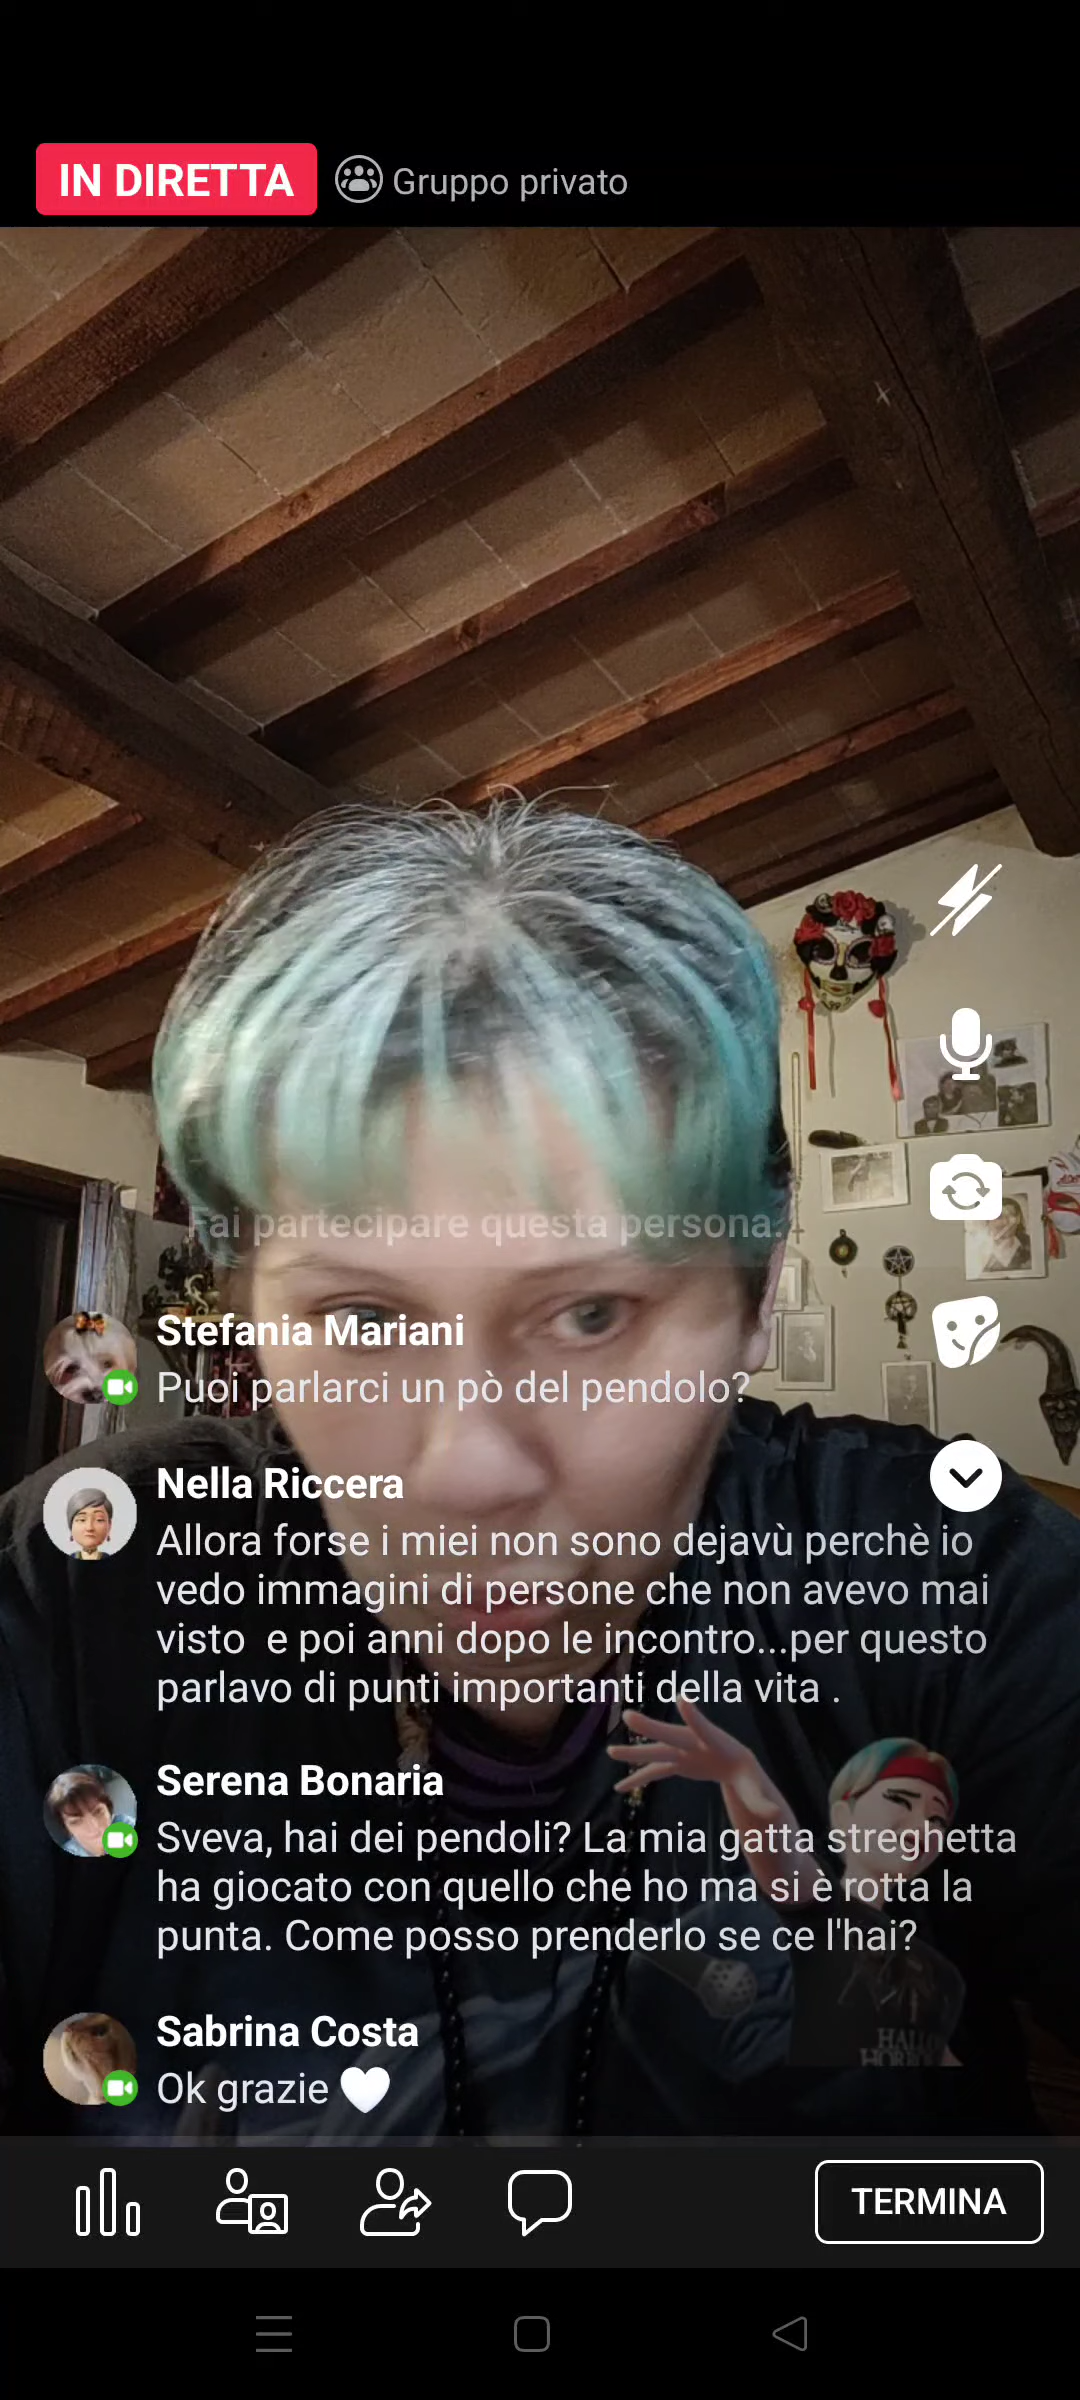 IN DIRETTA
Gruppo privato
Fai partecipare questa persona.
Stefania Mariani
Puoi parlarci un pò del pendolo?
Nella Riccera
Allora forse i miei non sono dejavù perchè io
vedo immagini di persone che non avevo mai
visto  e poi anni dopo le incontro...per questo
parlavo di punti importanti della vita .
Serena Bonaria
Sveva, hai dei pendoli? La mia gatta streghetta
ha giocato con quello che ho ma si è rotta la
punta. Come posso prenderlo se ce l'hai?
Sabrina Costa
Ok grazie 🤍
TERMINA